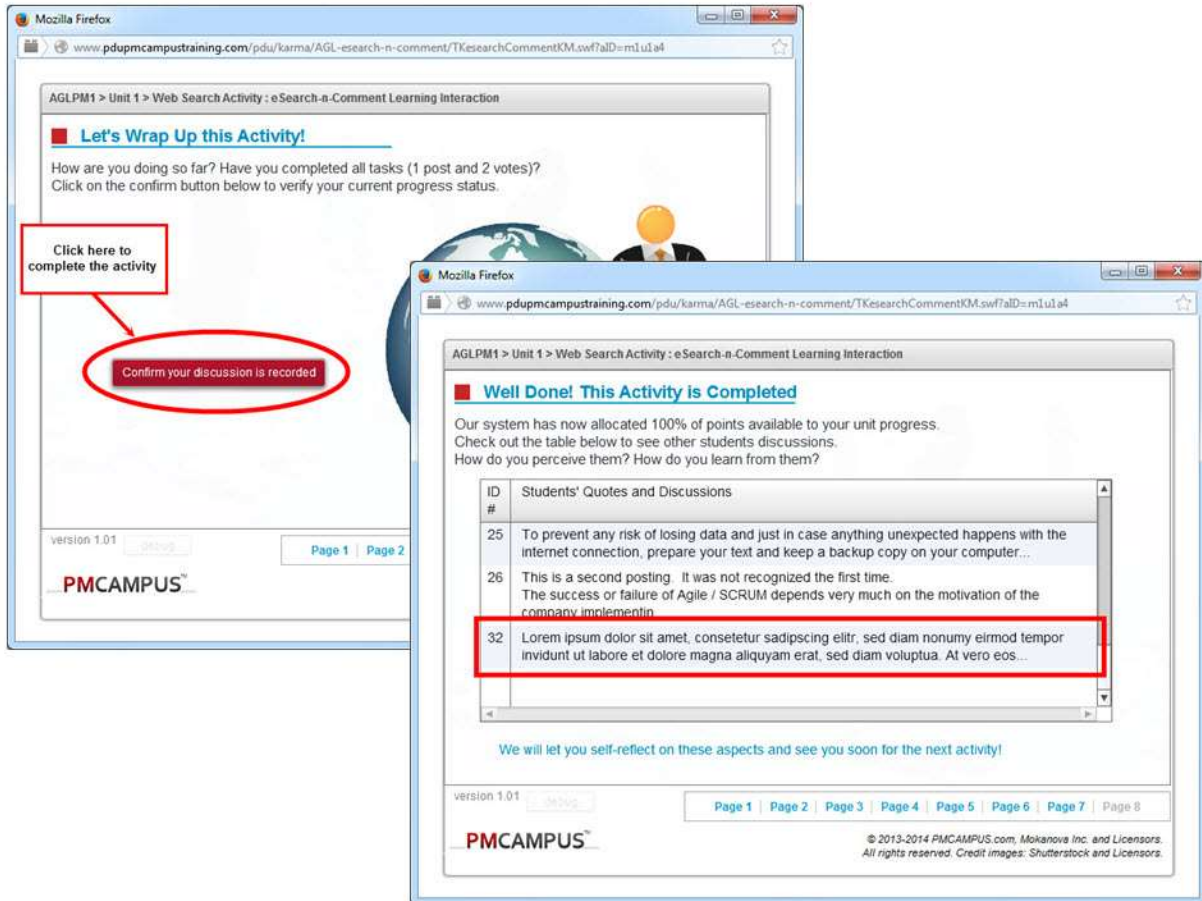 Mozilla Firefox
www.pdupmcampustraining.com/pdu/karma/AGL-esearch-n-comment/TKesearchCommentKM.swf?aID=m1u1a4
AGLPM1 > Unit 1 > Web Search Activity : eSearch-n-Comment Learning Interaction
Let's Wrap Up this Activity!
How are you doing so far? Have you completed all tasks (1 post and 2 votes)?
Click on the confirm button below to verify your current progress status.
Click here to
complete the activity
Confirm your discussion is recorded
version 1.01
debug
Page 1 | Page 2
PMCAMPUS™
Mozilla Firefox
www.pdupmcampustraining.com/pdu/karma/AGL-esearch-n-comment/TKesearchCommentKM.swf?aID=m1u1a4
AGLPM1 > Unit 1 > Web Search Activity : eSearch-n-Comment Learning Interaction
Well Done! This Activity is Completed
Our system has now allocated 100% of points available to your unit progress.
Check out the table below to see other students discussions.
How do you perceive them? How do you learn from them?
ID Students' Quotes and Discussions
#
25 To prevent any risk of losing data and just in case anything unexpected happens with the
internet connection, prepare your text and keep a backup copy on your computer...
26 This is a second posting. It was not recognized the first time.
The success or failure of Agile / SCRUM depends very much on the motivation of the
company implementin
32 Lorem ipsum dolor sit amet, consetetur sadipscing elitr, sed diam nonumy eirmod tempor
invidunt ut labore et dolore magna aliquyam erat, sed diam voluptua. At vero eos...
We will let you self-reflect on these aspects and see you soon for the next activity!
version 1.01
debug
Page 1 | Page 2 | Page 3 | Page 4 | Page 5 | Page 6 | Page 7 | Page 8
PMCAMPUS™
© 2013-2014 PMCAMPUS.com, Mokanova Inc. and Licensors.
All rights reserved. Credit images: Shutterstock and Licensors.